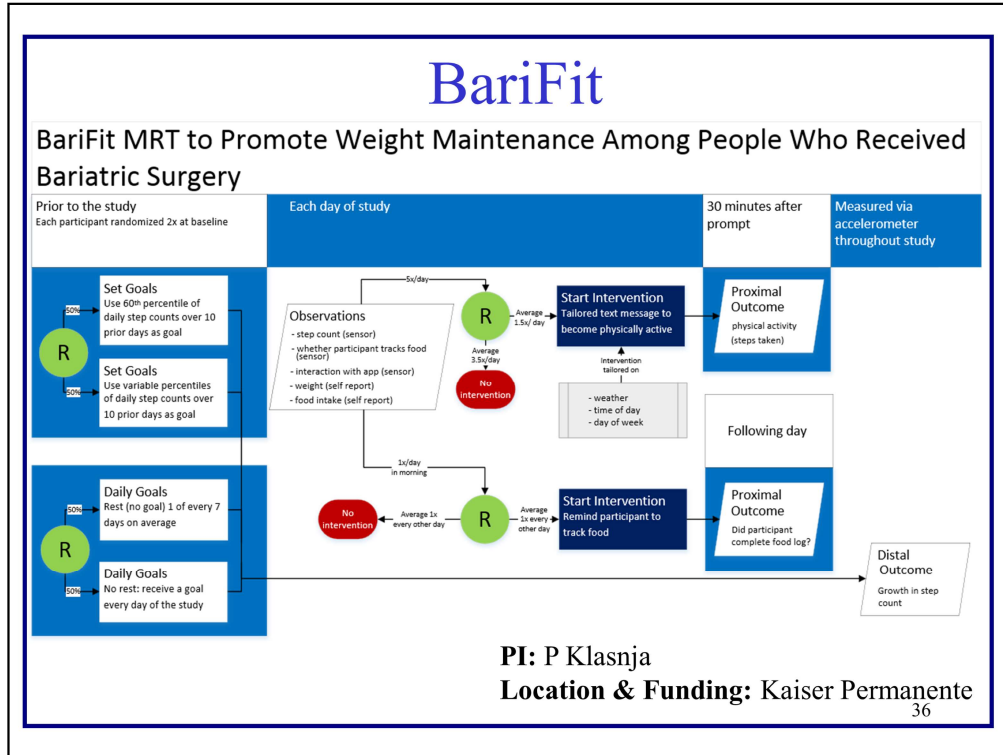 BariFit
BariFit MRT to Promote Weight Maintenance Among People Who Received
Bariatric Surgery
Prior to the study
Each participant randomized 2x at baseline
Each day of study
30 minutes after
prompt
Measured via
accelerometer
throughout study
R
50%
Set Goals
Use 60th percentile of
daily step counts over 10
prior days as goal
50%
Set Goals
Use variable percentiles
of daily step counts over
10 prior days as goal
R
Daily Goals
Rest (no goal) 1 of every 7
days on average
50%
Daily Goals
No rest: receive a goal
every day of the study
Observations
- step count (sensor)
- whether participant tracks food
(sensor)
- interaction with app (sensor)
- weight (self report)
- food intake (self report)
5x/day
R
Average
1.5x/ day
Average
3.5x/day
No
intervention
Start Intervention
Tailored text message to
become physically active
Intervention
tailored on
- weather
- time of day
- day of week
Proximal
Outcome
physical activity
(steps taken)
1x/day
in morning
R
Average 1x
every other day
No
intervention
Average
1x every
other day
Start Intervention
Remind participant to
track food
Following day
Proximal
Outcome
Did participant
complete food log?
Distal
Outcome
Growth in step
count
PI: P Klasnja
Location & Funding: Kaiser Permanente
36